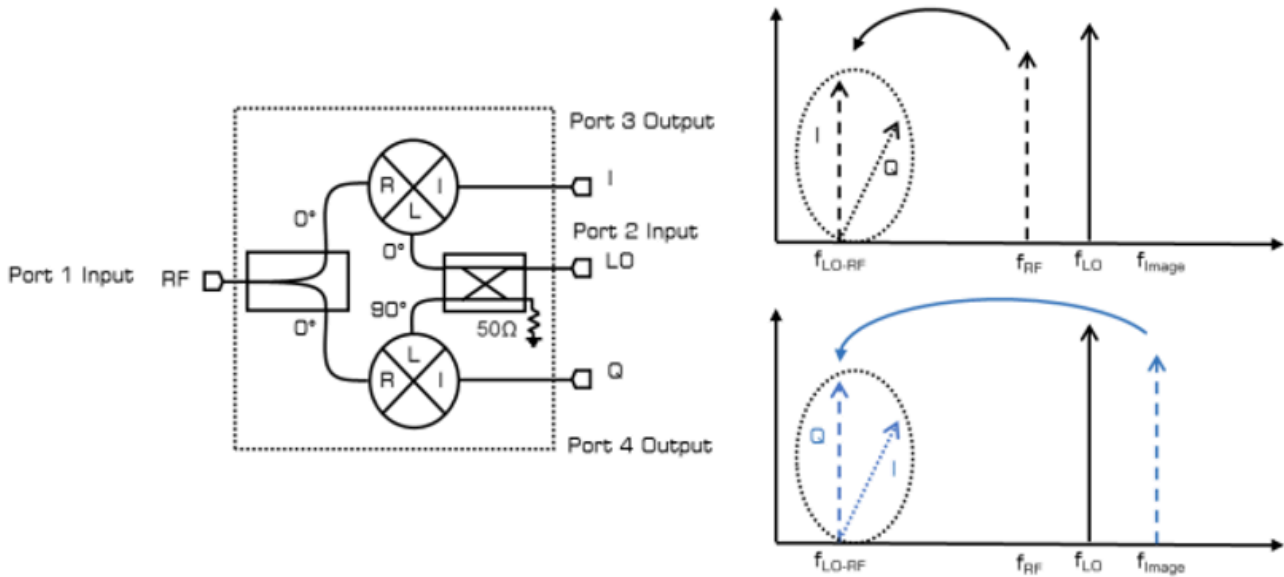 Port 3 Output
R I
L
I
0°
0°
Port 2 Input
LO
Port 1 Input RF
90°
50Ω
0°
L
R I
Q
Port 4 Output
I
Q
fLO-RF
fRF
fLO
fImage
Q
I
fLO-RF
fRF
fLO
fImage